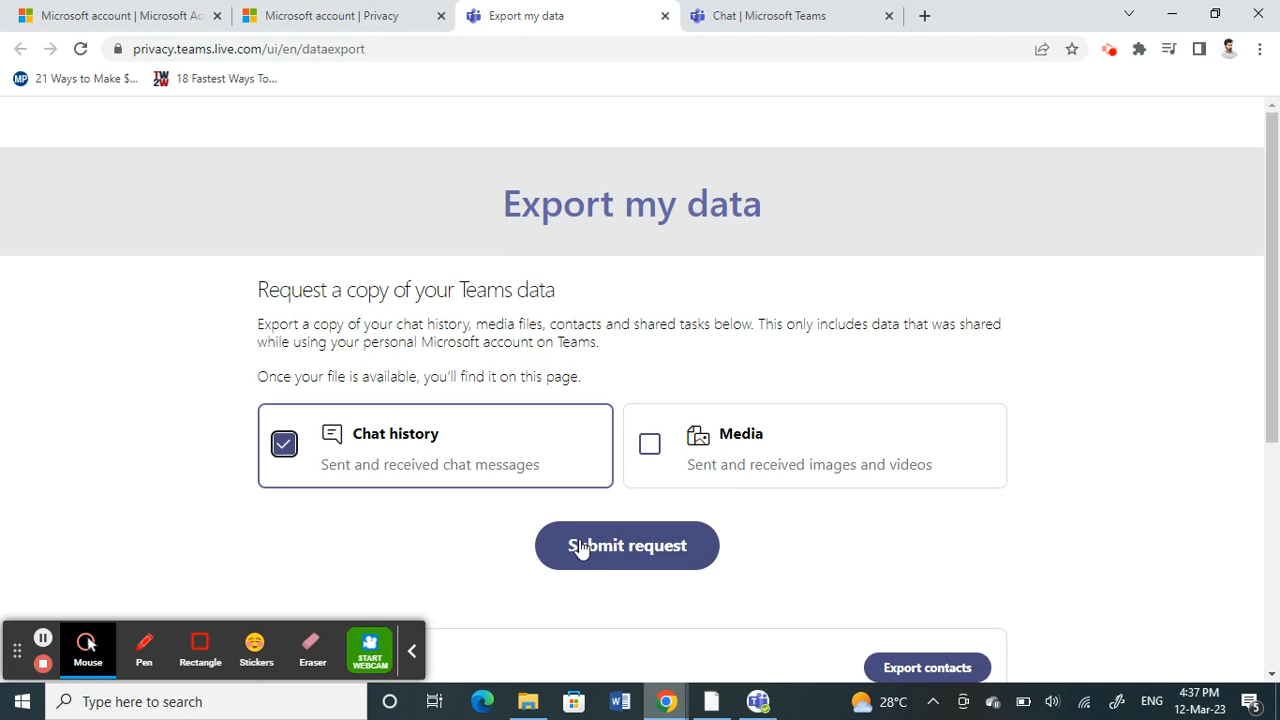 Microsoft account | Microsoft Ac
Microsoft account | Privacy
Export my data
Chat | Microsoft Teams
privacy.teams.live.com/ui/en/dataexport
MP 21 Ways to Make $...
TW 2W 18 Fastest Ways To...
Export my data
Request a copy of your Teams data
Export a copy of your chat history, media files, contacts and shared tasks below. This only includes data that was shared
while using your personal Microsoft account on Teams.
Once your file is available, you'll find it on this page.
Chat history
Sent and received chat messages
Media
Sent and received images and videos
Submit request
Export contacts
Mouse
Pen
Rectangle
Stickers
Eraser
START
WEBCAM
Type here to search
28°C
ENG
4:37 PM
12-Mar-23
5